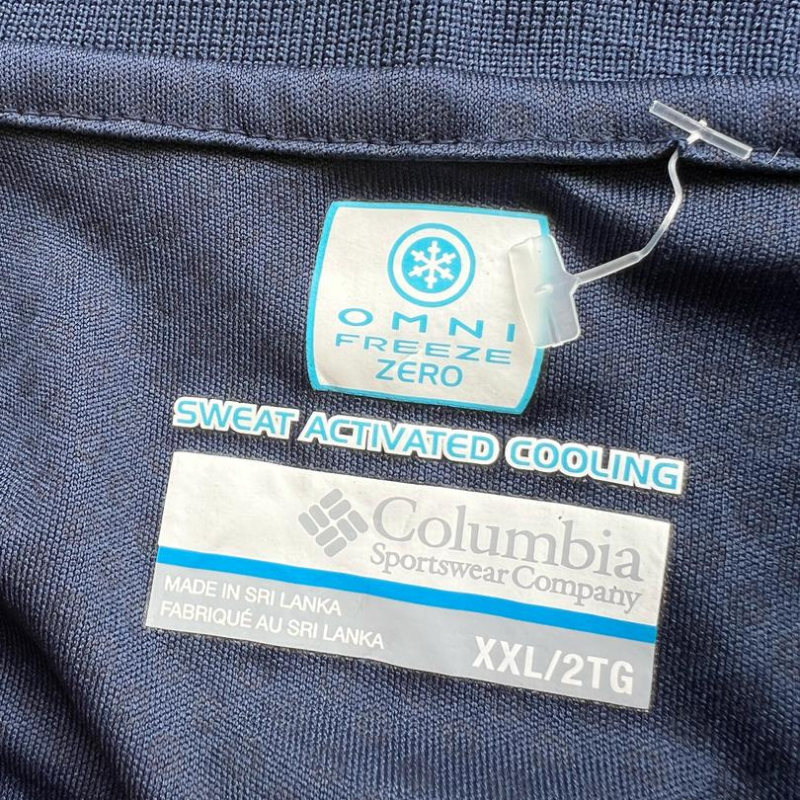 OMNI
FREEZE
ZERO
SWEAT ACTIVATED COOLING
Columbia
Sportswear Company
MADE IN SRI LANKA
FABRIQUÉ AU SRI LANKA
XXL/2TG